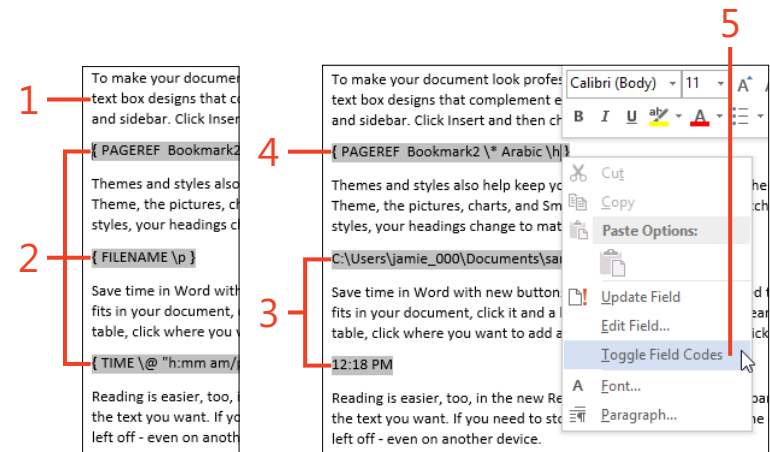 5
To make your documen
1
text box designs that co
and sidebar. Click Inser
{ PAGEREF Bookmark2
Themes and styles also
Theme, the pictures, ch
styles, your headings cl
2
{ FILENAME \p }
Save time in Word with
fits in your document,
table, click where you w
{ TIME \@ "h:mm am/p
Reading is easier, too, i
the text you want. If yo
left off - even on anoth
To make your document look profes
text box designs that complement e
and sidebar. Click Insert and then ch
4
{ PAGEREF Bookmark2 \* Arabic \h }
Themes and styles also help keep yo
Theme, the pictures, charts, and Sm
styles, your headings change to mat
C:\Users\jamie_000\Documents\sar
3
Save time in Word with new button
fits in your document, click it and a l
table, click where you want to add a
12:18 PM
Reading is easier, too, in the new Re
the text you want. If you need to sto
left off - even on another device.
Calibri (Body) 11 A A
B I U aby A
Cut
Copy
Paste Options:
Update Field
Edit Field...
Toggle Field Codes
A Font...
Paragraph...